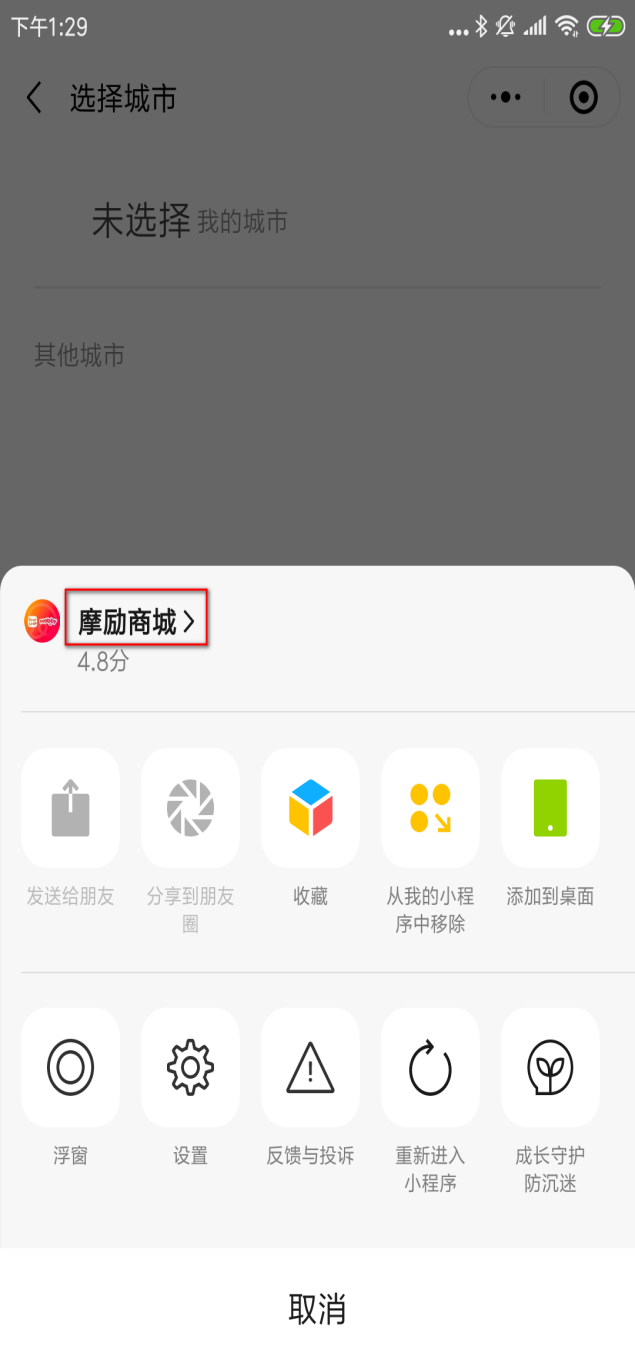 下午1:29
选择城市
未选择 我的城市
其他城市
摩励商城
4.8分
发送给朋友
分享到朋友
圈
收藏
从我的小程
序中移除
添加到桌面
浮窗
设置
反馈与投诉
重新进入
小程序
成长守护
防沉迷
取消